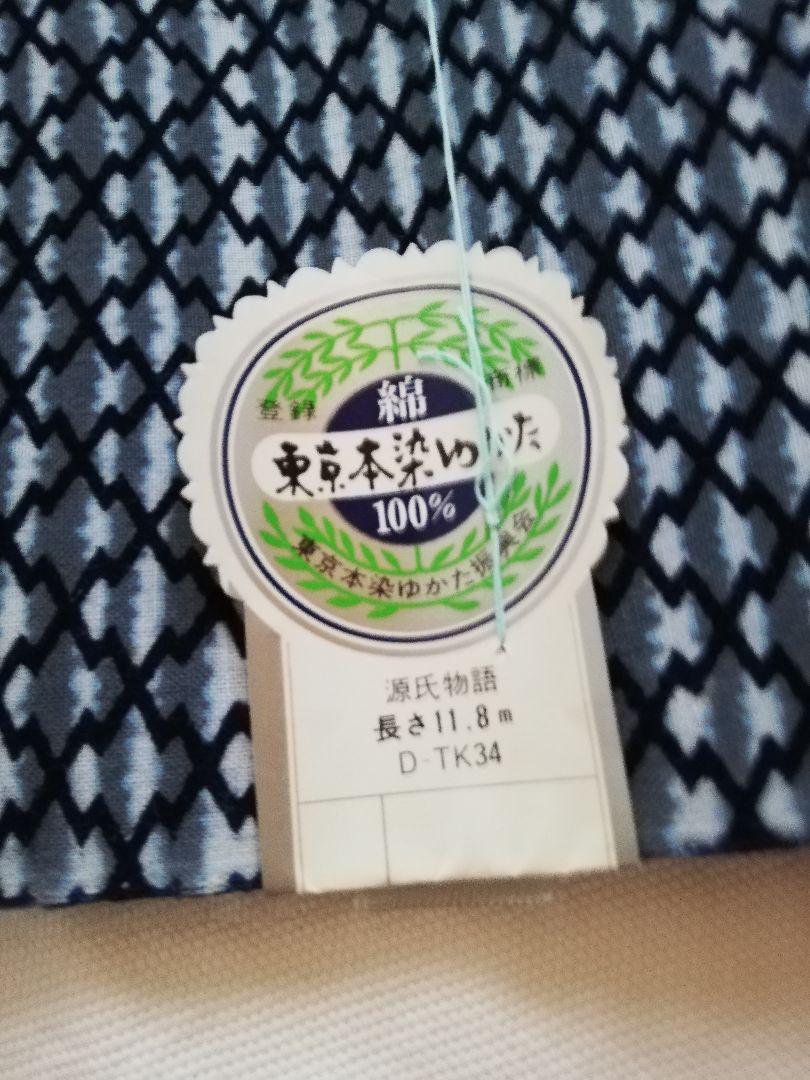 登録 商標
綿
東京本染ゆかた
100%
東京本染ゆかた振興会
源氏物語
長さ11.8m
D-TK34